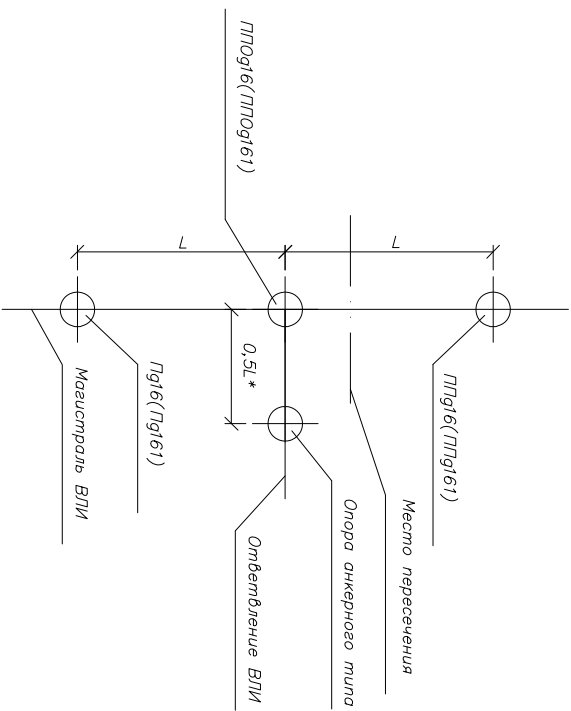 ППОд16(ППОд161)
L
L
0,5L*
ППд16(ППд161)
Место пересечения
Опора анкерного типа
Ответвление ВЛИ
Пд16(Пд161)
Магистраль ВЛИ